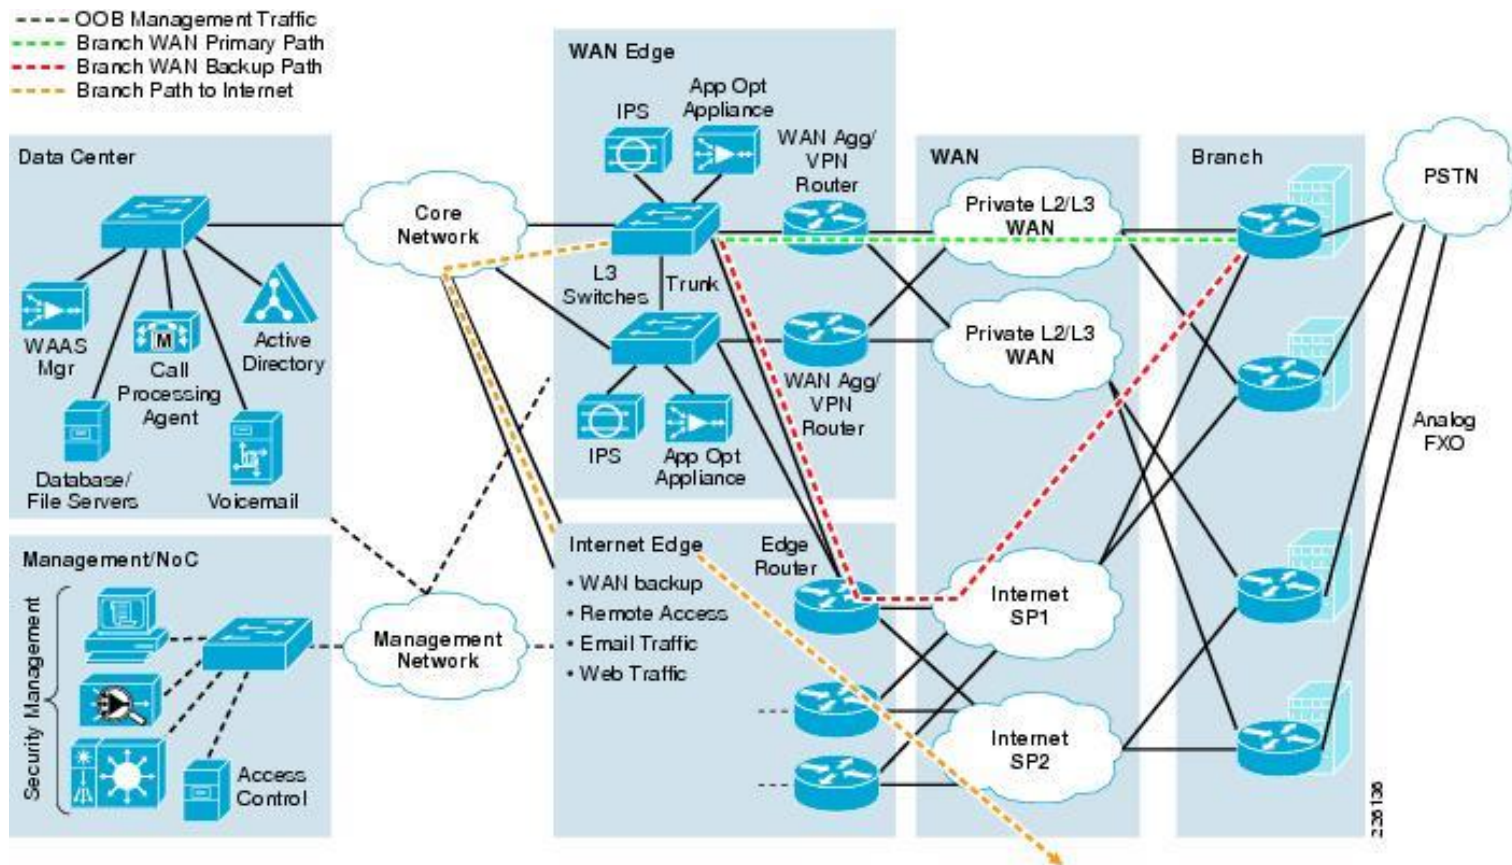 OOB Management Traffic
Branch WAN Primary Path
Branch WAN Backup Path
Branch Path to Internet
Data Center
WAAS
Mgr
Call
Processing
Agent
Active
Directory
Database/
File Servers
Voicemail
M
Core
Network
WAN Edge
IPS
App Opt
Appliance
WAN Agg/
VPN
Router
L3
Switches
Trunk
IPS
App Opt
Appliance
WAN Agg/
VPN
Router
WAN
Private L2/L3
WAN
Private L2/L3
WAN
Branch
PSTN
Analog
FXO
Management/NoC
Security Management
Access
Control
Management
Network
Internet Edge
• WAN backup
• Remote Access
• Email Traffic
• Web Traffic
Edge
Router
Internet
SP1
Internet
SP2
226136